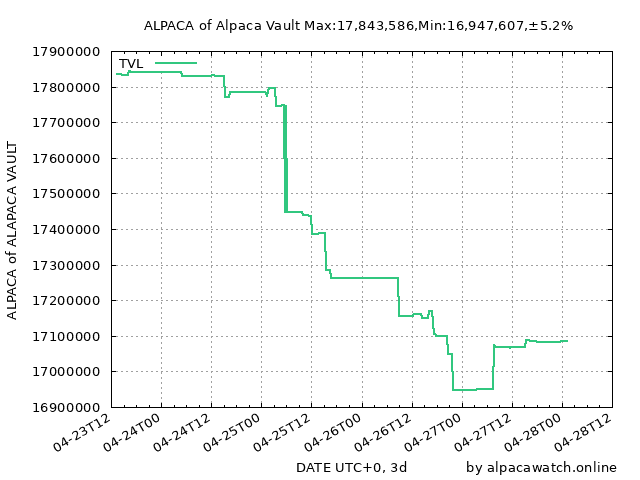 ALPACA of Alpaca Vault Max:17,843,586,Min:16,947,607,±5.2%
17900000
17800000
17700000
17600000
17500000
17400000
17300000
17200000
17100000
17000000
16900000
ALPACA of ALAPACA VAULT
TVL
04-23T12
04-24T00
04-24T12
04-25T00
04-25T12
04-26T00
04-26T12
04-27T00
04-27T12
04-28T00
04-28T12
DATE UTC+0, 3d
by alpacawatch.online